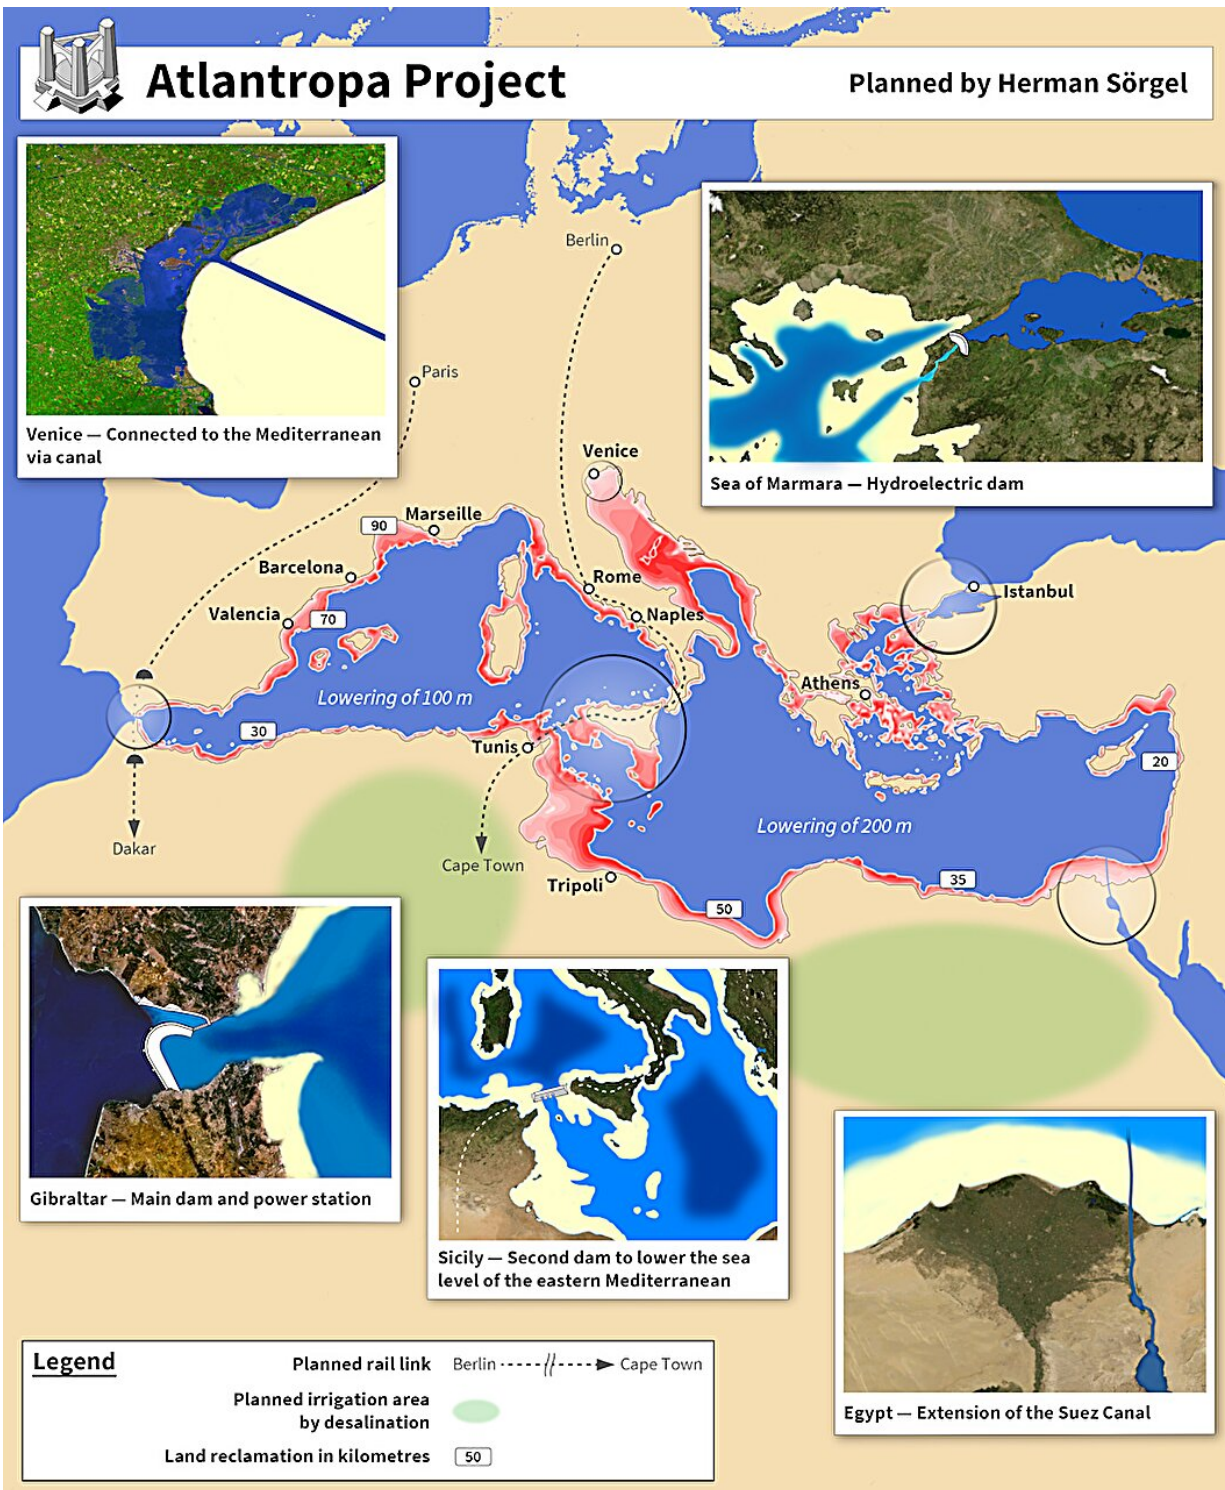 Atlantropa Project
Planned by Herman Sörgel
Venice — Connected to the Mediterranean
via canal
Sea of Marmara — Hydroelectric dam
Berlin
Paris
Venice
Marseille
90
Barcelona
Valencia
70
Rome
Naples
Istanbul
Athens
Lowering of 100 m
30
Tunis
20
Lowering of 200 m
Dakar
Cape Town
Tripoli
50
35
Gibraltar — Main dam and power station
Sicily — Second dam to lower the sea
level of the eastern Mediterranean
Egypt — Extension of the Suez Canal
Legend
Planned rail link
Berlin
Cape Town
Planned irrigation area
by desalination
Land reclamation in kilometres
50